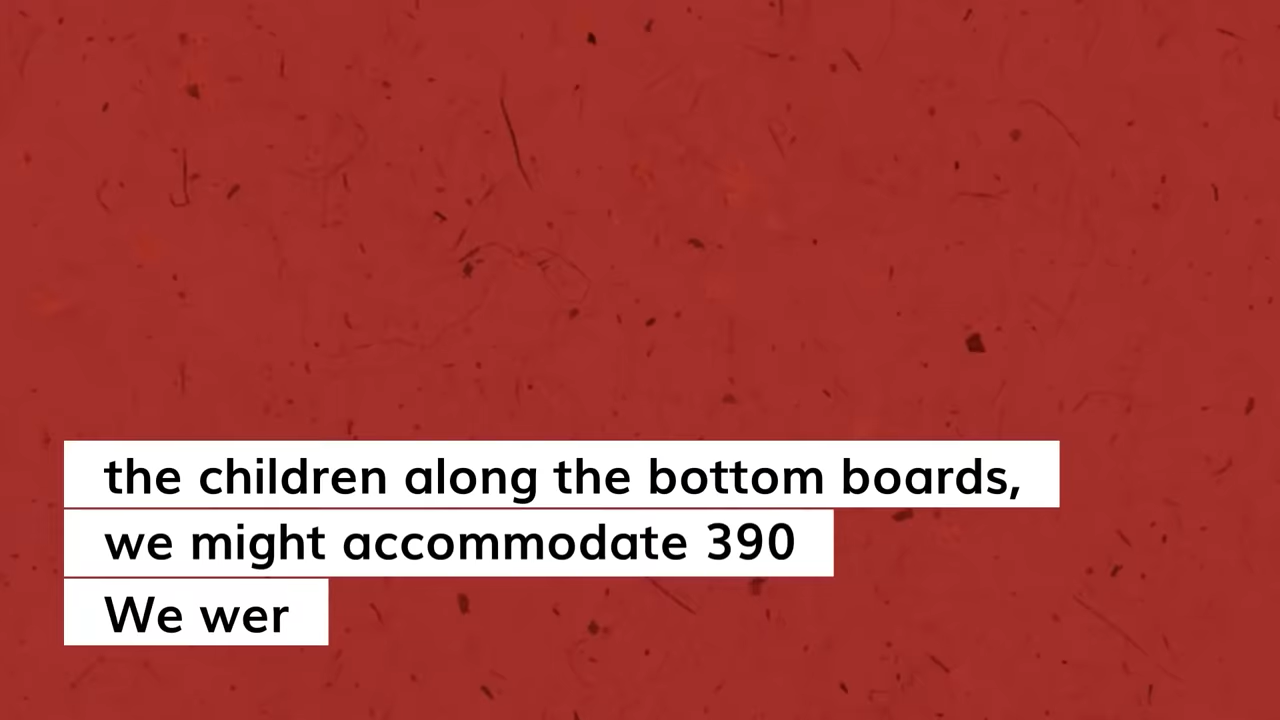 the children along the bottom boards,
we might accommodate 390
We wer